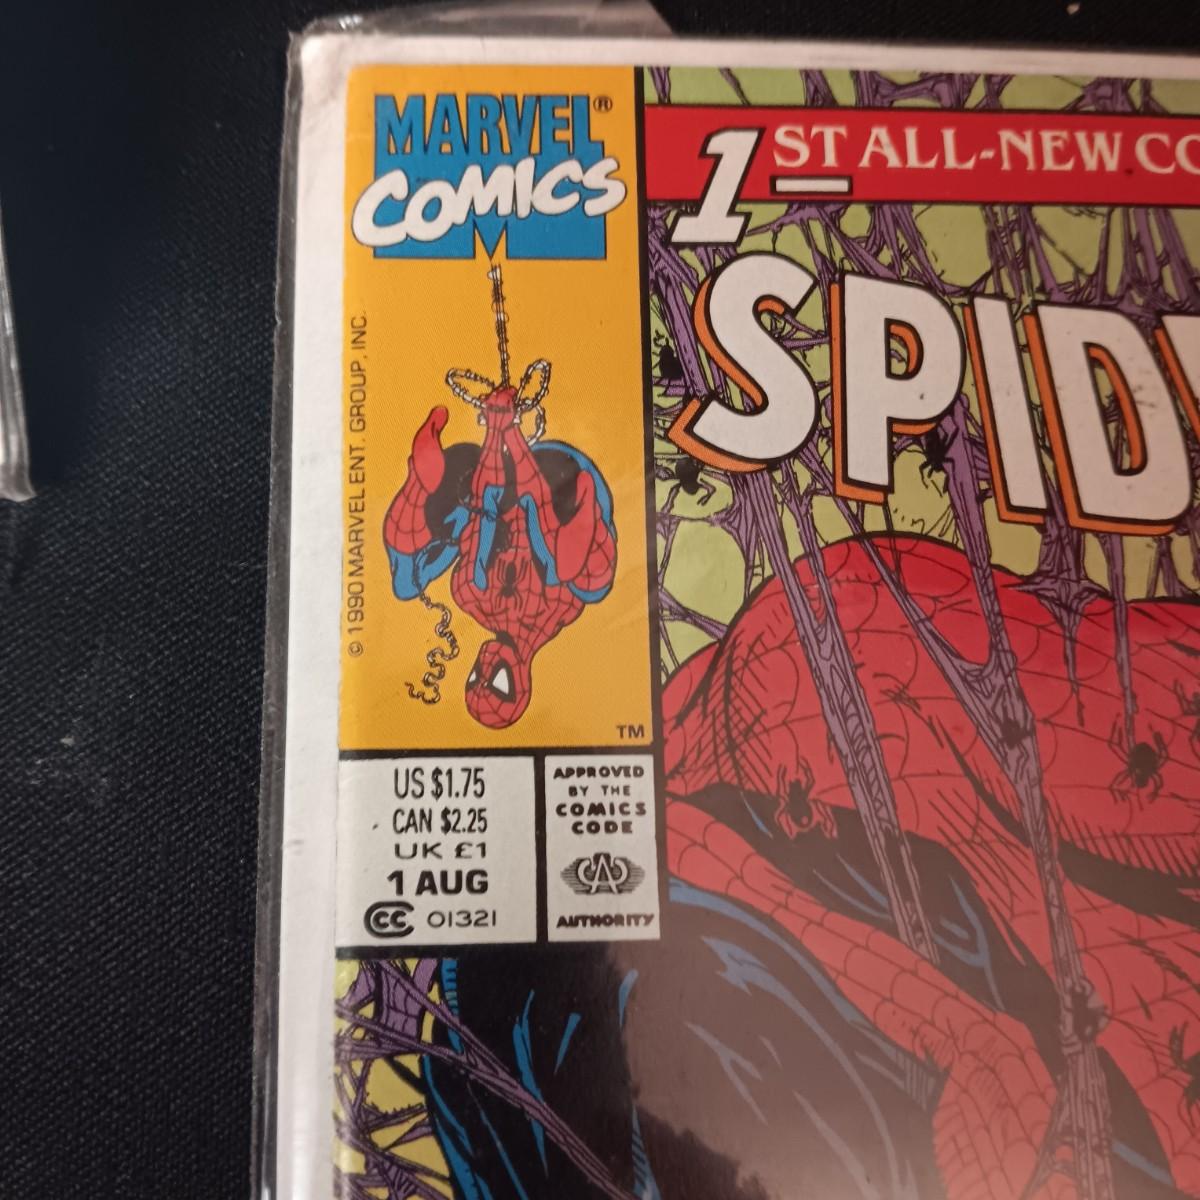 MARVEL®
COMICS
© 1990 MARVEL ENT. GROUP, INC.
TM
US $1.75
CAN $2.25
UK £1
1 AUG
CC 01321
APPROVED
BY THE
COMICS
CODE
CA
AUTHORITY
1ST ALL-NEW CO
SPID